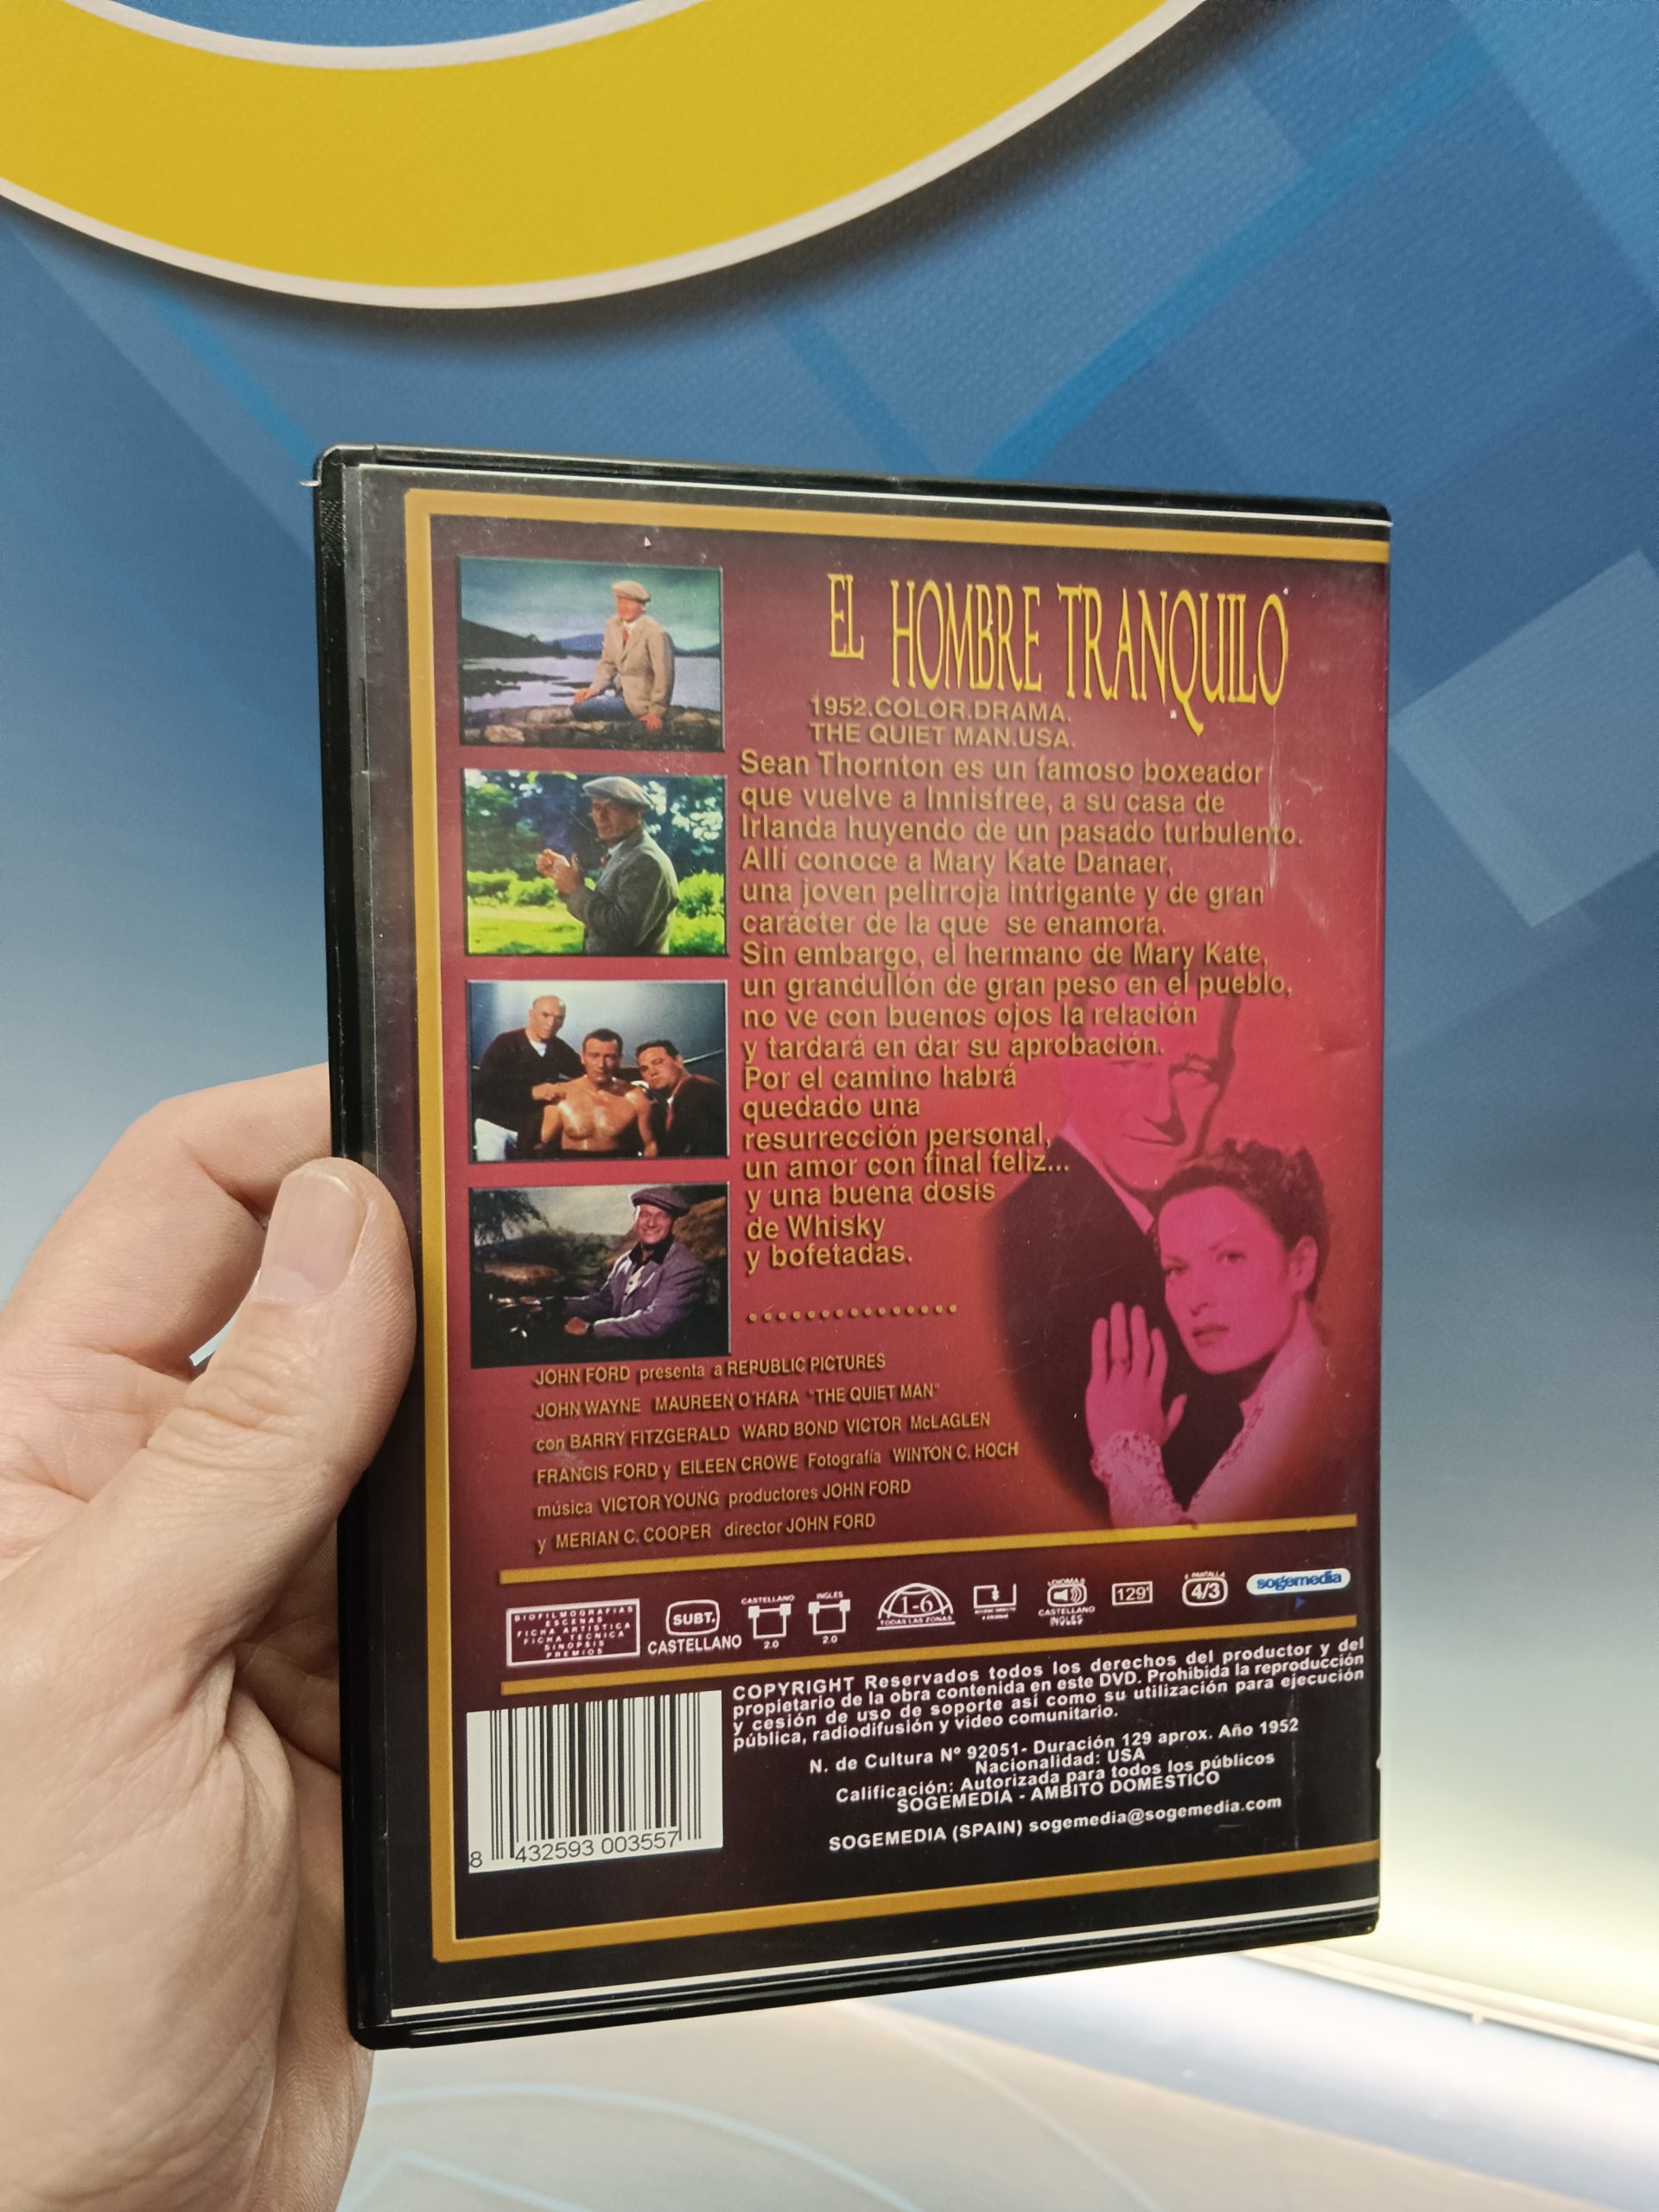 EL HOMBRE TRANQUILO
1952.COLOR.DRAMA.
THE QUIET MAN.USA.
Sean Thornton es un famoso boxeador
que vuelve a Innisfree, a su casa de
Irlanda huyendo de un pasado turbulento.
Allí conoce a Mary Kate Danaer,
una joven pelirroja intrigante y de gran
carácter de la que se enamora.
Sin embargo, el hermano de Mary Kate,
un grandullón de gran peso en el pueblo,
no ve con buenos ojos la relación
y tardará en dar su aprobación.
Por el camino habrá
quedado una
resurrección personal,
un amor con final feliz...
y una buena dosis
de Whisky
y bofetadas.
...............
JOHN FORD presenta a REPUBLIC PICTURES
JOHN WAYNE MAUREEN O'HARA "THE QUIET MAN"
con BARRY FITZGERALD WARD BOND VICTOR McLAGLEN
FRANCIS FORD y EILEEN CROWE Fotografía WINTON C. HOCH
música VICTOR YOUNG productores JOHN FORD
y MERIAN C. COOPER director JOHN FORD
BIOFILMOGRAFIAS
ESCENAS
FICHA ARTISTICA
FICHA TECNICA
SINOPSIS
PREMIOS
SUBT.
CASTELLANO
CASTELLANO
2.0
INGLES
2.0
1-6
TODAS LAS ZONAS
IDIOMAS
CASTELLANO
INGLES
129'
PANTALLA
4/3
sogemedia
COPYRIGHT Reservados todos los derechos del productor y del
propietario de la obra contenida en este DVD. Prohibida la reproducción
y cesión de uso de soporte así como su utilización para ejecución
pública, radiodifusión y video comunitario.
N. de Cultura Nº 92051- Duración 129 aprox. Año 1952
Nacionalidad: USA
Calificación: Autorizada para todos los públicos
SOGEMEDIA - AMBITO DOMESTICO
SOGEMEDIA (SPAIN) sogemedia@sogemedia.com
8 432593 003557